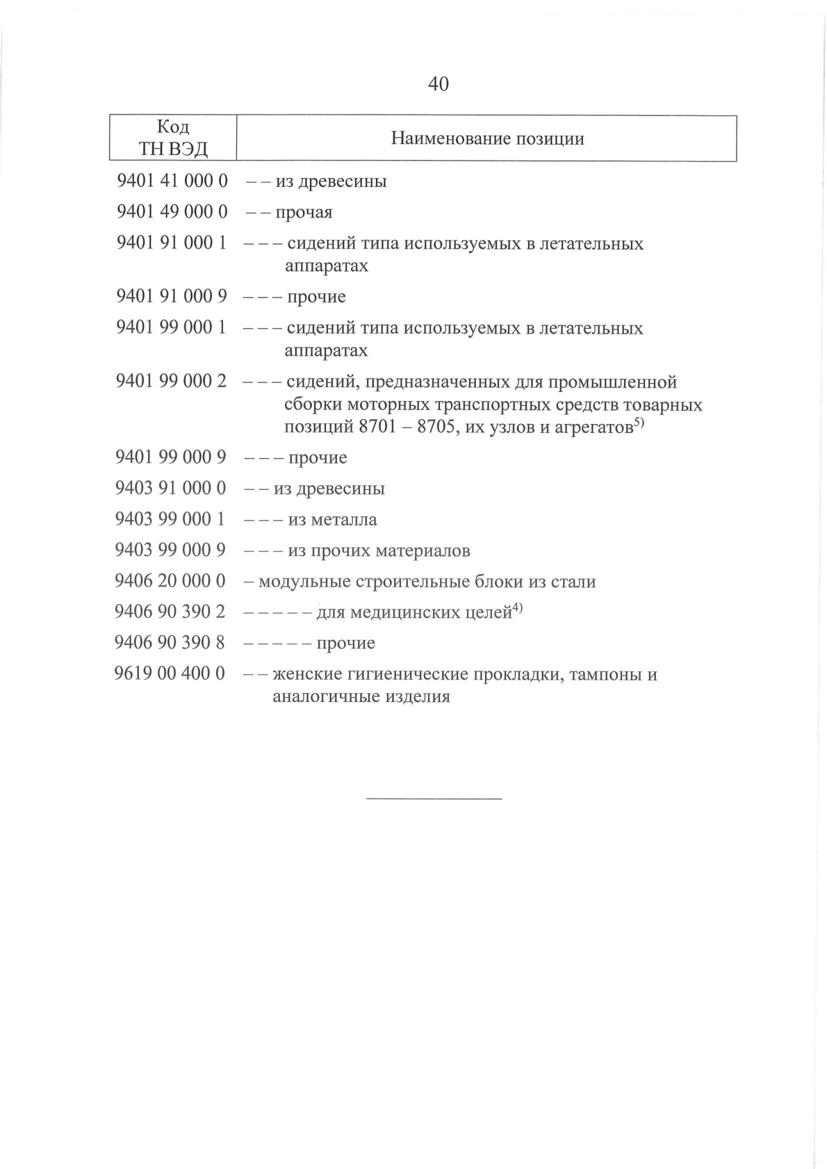 40
Код
ТН ВЭД
Наименование позиции
9401 41 000 0 – – из древесины
9401 49 000 0 – – прочая
9401 91 000 1 – – – сидений типа используемых в летательных
аппаратах
9401 91 000 9 – – – прочие
9401 99 000 1 – – – сидений типа используемых в летательных
аппаратах
9401 99 000 2 – – – сидений, предназначенных для промышленной
сборки моторных транспортных средств товарных
позиций 8701 – 8705, их узлов и агрегатов⁵⁾
9401 99 000 9 – – – прочие
9403 91 000 0 – – из древесины
9403 99 000 1 – – – из металла
9403 99 000 9 – – – из прочих материалов
9406 20 000 0 – модульные строительные блоки из стали
9406 90 390 2 – – – – – для медицинских целей⁴⁾
9406 90 390 8 – – – – – прочие
9619 00 400 0 – – женские гигиенические прокладки, тампоны и
аналогичные изделия